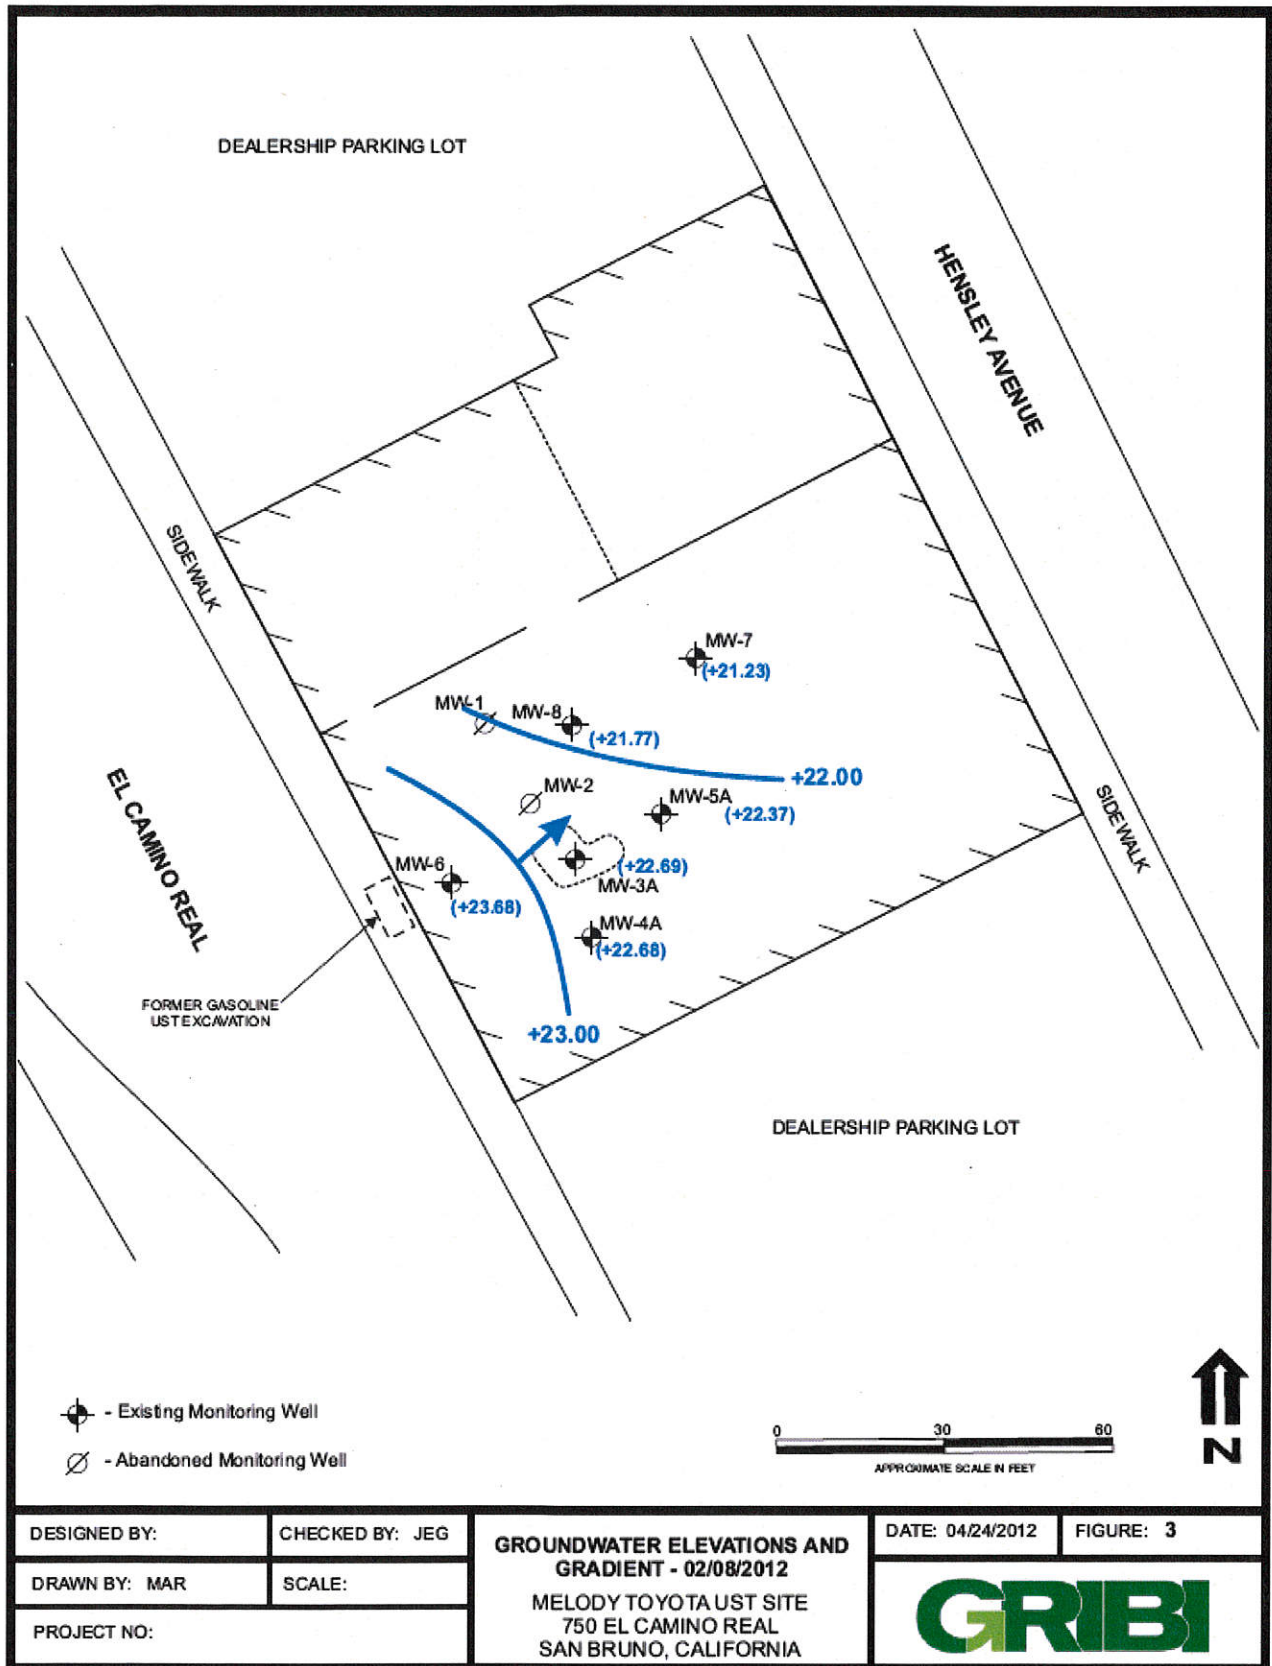 DEALERSHIP PARKING LOT
HENSLEY AVENUE
SIDEWALK
MW-7
(+21.23)
MW-1
MW-8
(+21.77)
+22.00
EL CAMINO REAL
MW-2
MW-5A
(+22.37)
SIDEWALK
MW-6
(+23.68)
(+22.69)
MW-3A
MW-4A
(+22.68)
FORMER GASOLINE
UST EXCAVATION
+23.00
DEALERSHIP PARKING LOT
- Existing Monitoring Well
- Abandoned Monitoring Well
0 30 60
APPROXIMATE SCALE IN FEET
N
DESIGNED BY:
CHECKED BY: JEG
DRAWN BY: MAR
SCALE:
PROJECT NO:
GROUNDWATER ELEVATIONS AND
GRADIENT - 02/08/2012
MELODY TOYOTA UST SITE
750 EL CAMINO REAL
SAN BRUNO, CALIFORNIA
DATE: 04/24/2012
FIGURE: 3
GRIBI